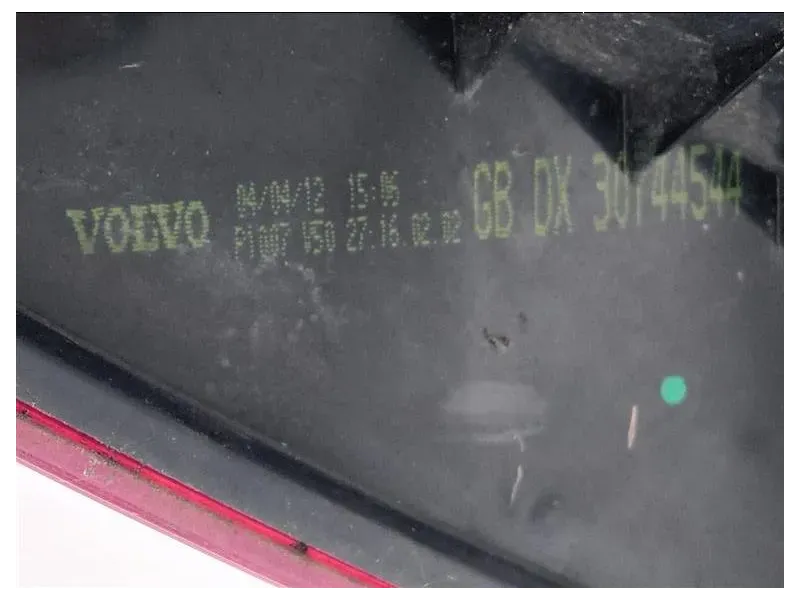 VOLVO
04/04/12 15:06
P1007 V50 27.16.02.02
GB DX 30744544